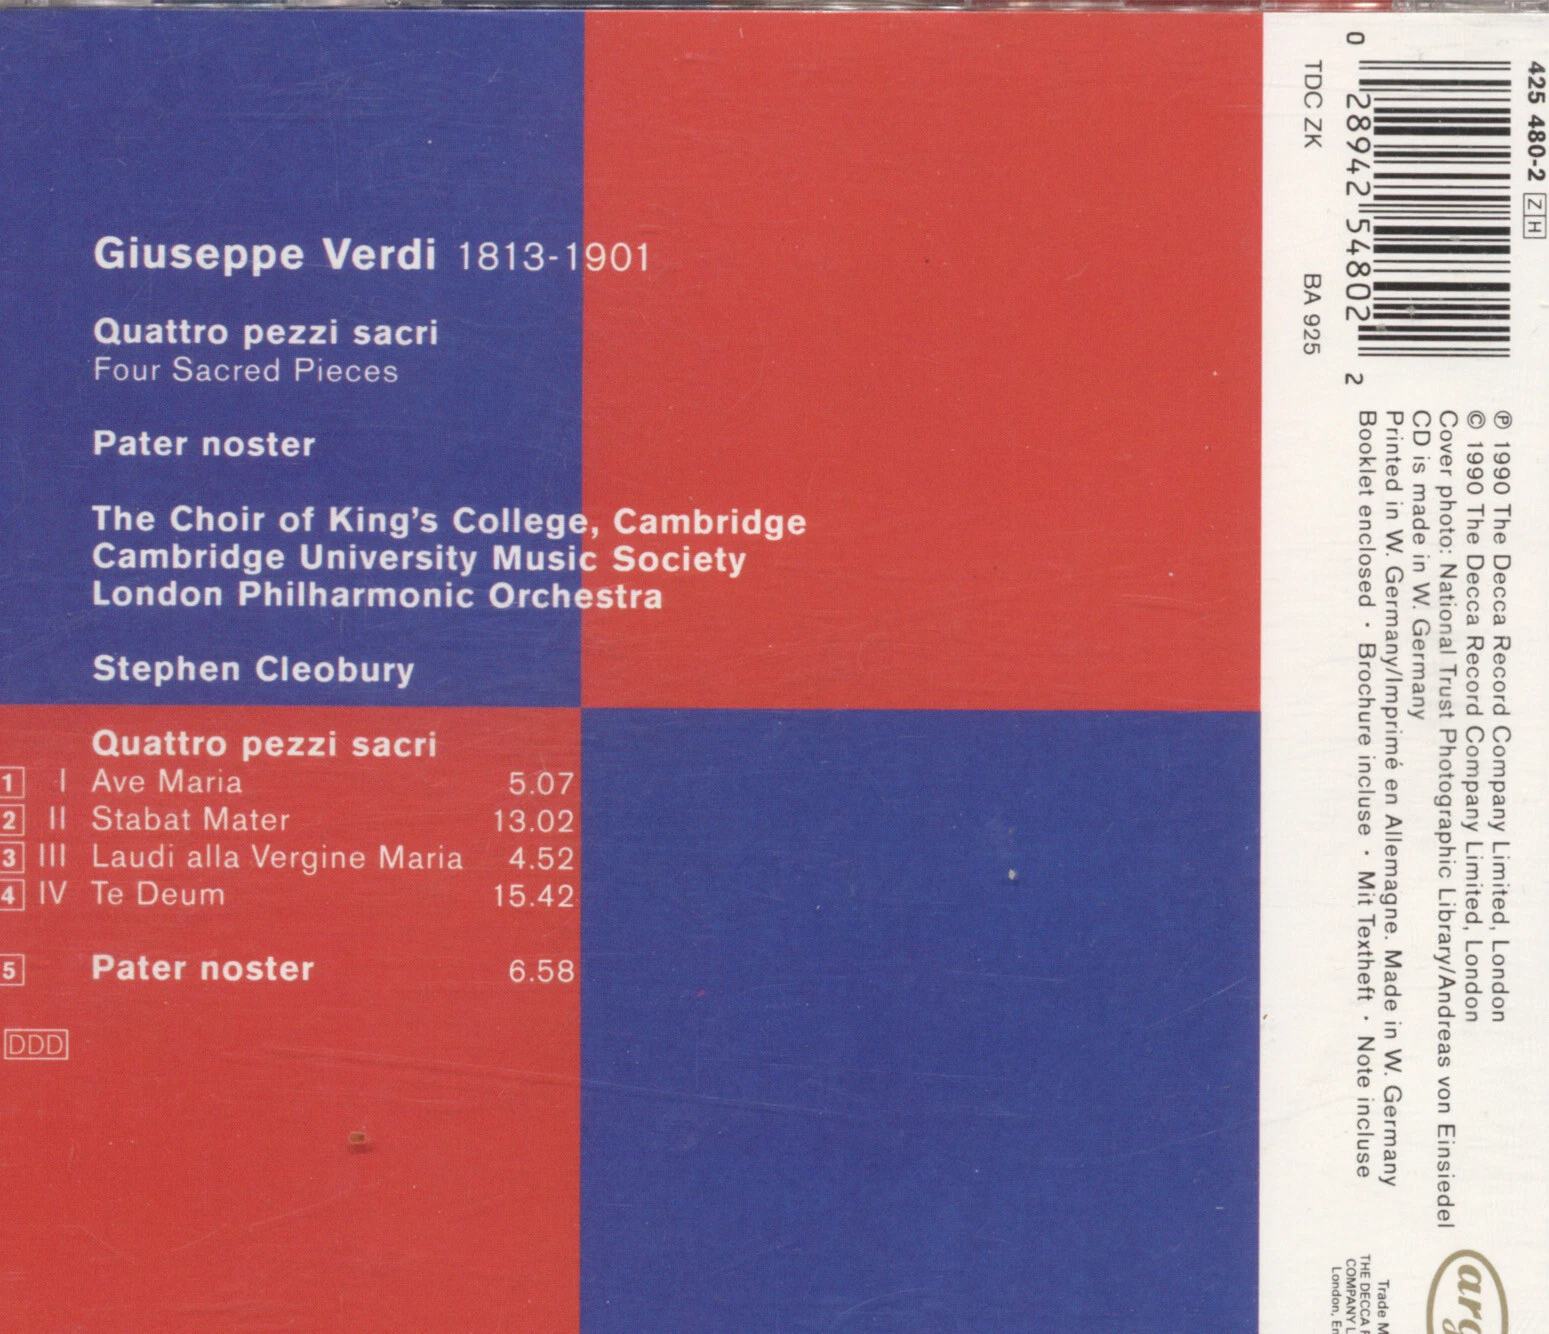 Giuseppe Verdi 1813-1901
Quattro pezzi sacri
Four Sacred Pieces
Pater noster
The Choir of King's College, Cambridge
Cambridge University Music Society
London Philharmonic Orchestra
Stephen Cleobury
Quattro pezzi sacri
1 I Ave Maria 5.07
2 II Stabat Mater 13.02
3 III Laudi alla Vergine Maria 4.52
4 IV Te Deum 15.42
5 Pater noster 6.58
DDD
425 480-2 ZH
0 28942 54802 2
TDC ZK BA 925
℗ 1990 The Decca Record Company Limited, London
© 1990 The Decca Record Company Limited, London
Cover photo: National Trust Photographic Library/Andreas von Einsiedel
CD is made in W. Germany
Printed in W. Germany/Imprimé en Allemagne. Made in W. Germany
Booklet enclosed · Brochure incluse · Mit Textheft · Note incluse
Trade
THE DECCA
COMPANY
London,